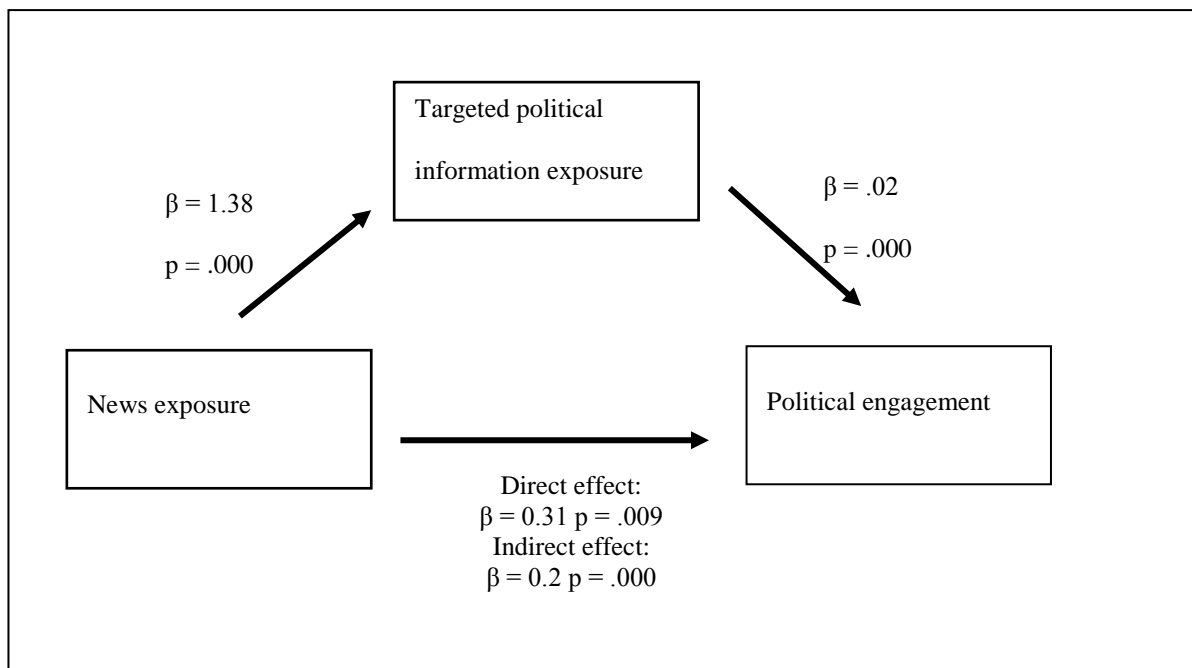 Targeted political
information exposure
β = 1.38
p = .000
β = .02
p = .000
News exposure
Political engagement
Direct effect:
β = 0.31 p = .009
Indirect effect:
β = 0.2 p = .000